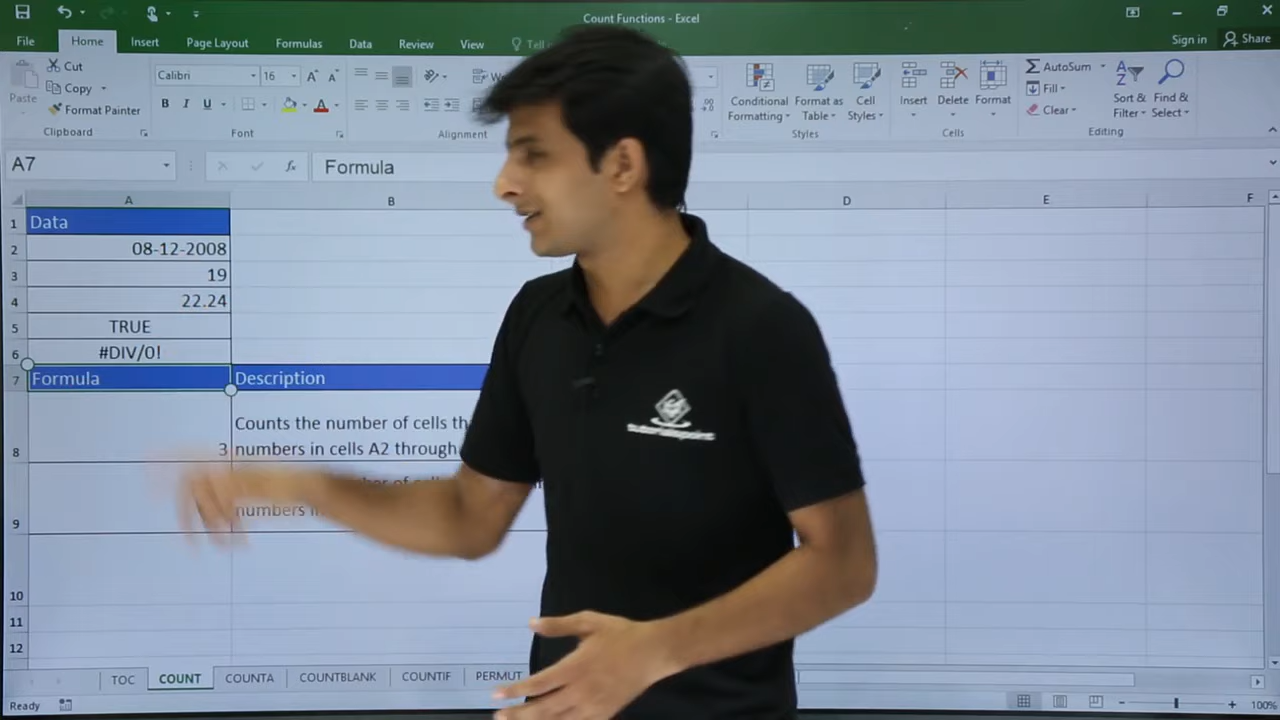 Count Functions - Excel
File Home Insert Page Layout Formulas Data Review View Sign in Share
Cut
Copy
Format Painter
Paste
Calibri 16
B I U
Conditional Formatting
Format as Table
Cell Styles
Insert Delete Format
AutoSum
Fill
Clear
Sort & Filter
Find & Select
Clipboard Font Alignment Styles Cells Editing
A7 fx Formula
A B D E F
1 Data
2 08-12-2008
3 19
4 22.24
5 TRUE
6 #DIV/0!
7 Formula Description
Counts the number of cells
8 3 numbers in cells A2 through
9 numbers
10
11
12
TOC COUNT COUNTA COUNTBLANK COUNTIF PERMUT
Ready 100%